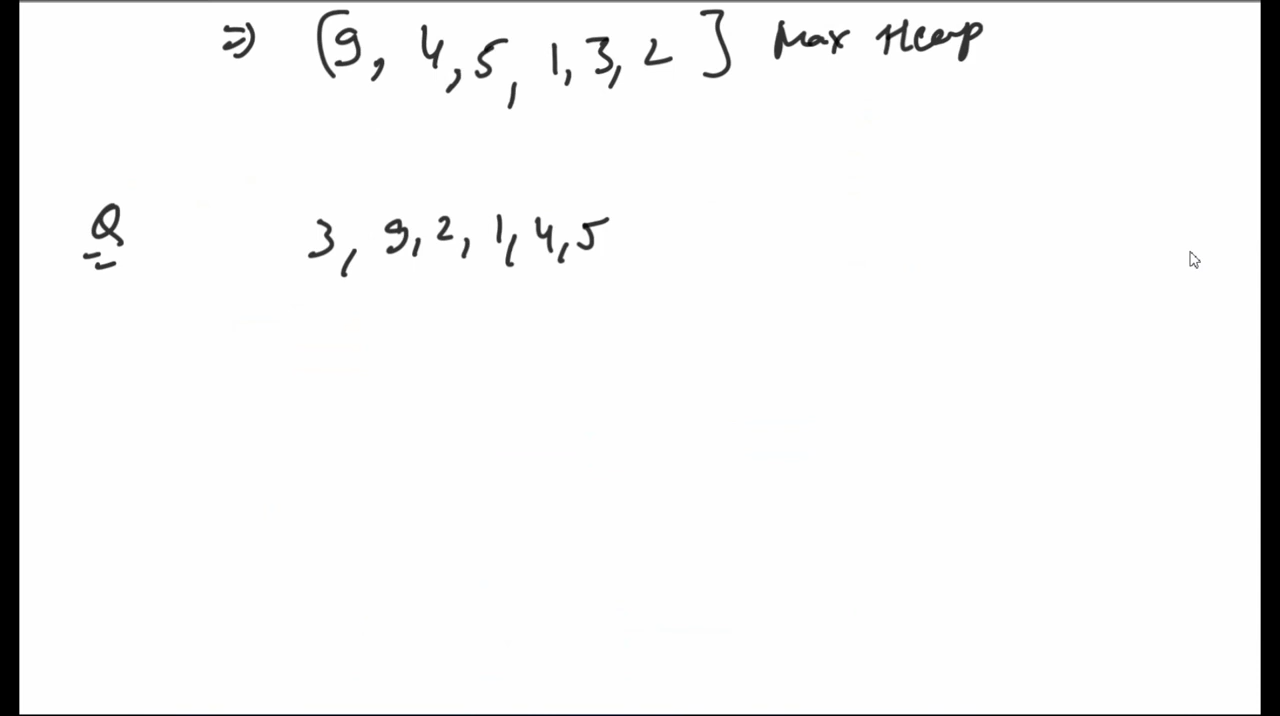 ⇒ [9, 4, 5, 1, 3, 2] Max Heap
Q 3, 9, 2, 1, 4, 5